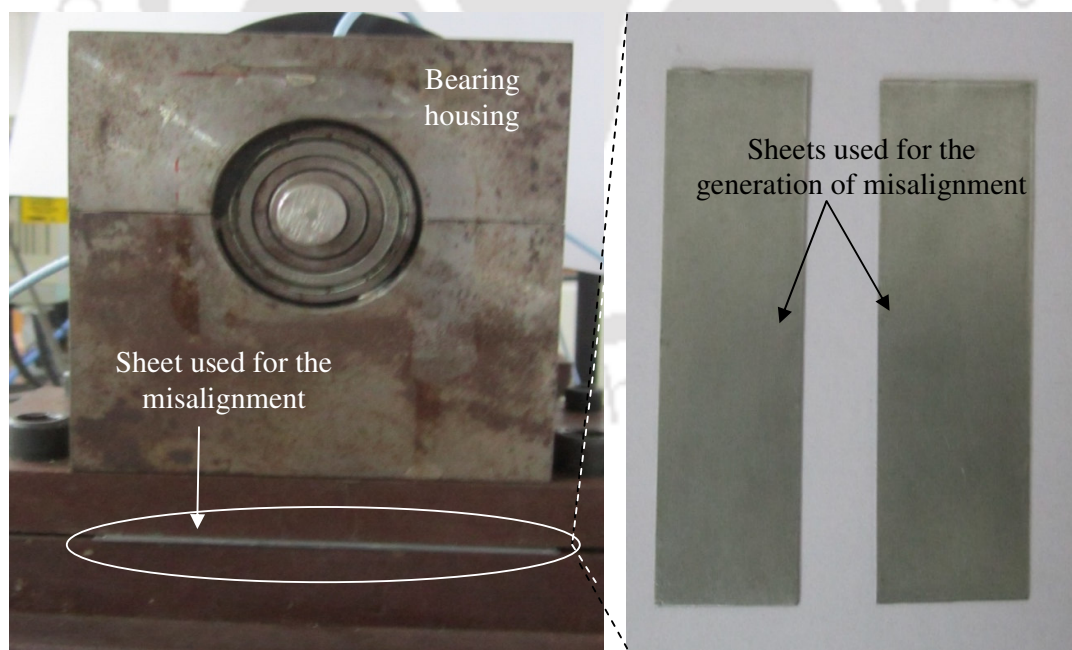 Bearing
housing
Sheet used for the
misalignment
Sheets used for the
generation of misalignment